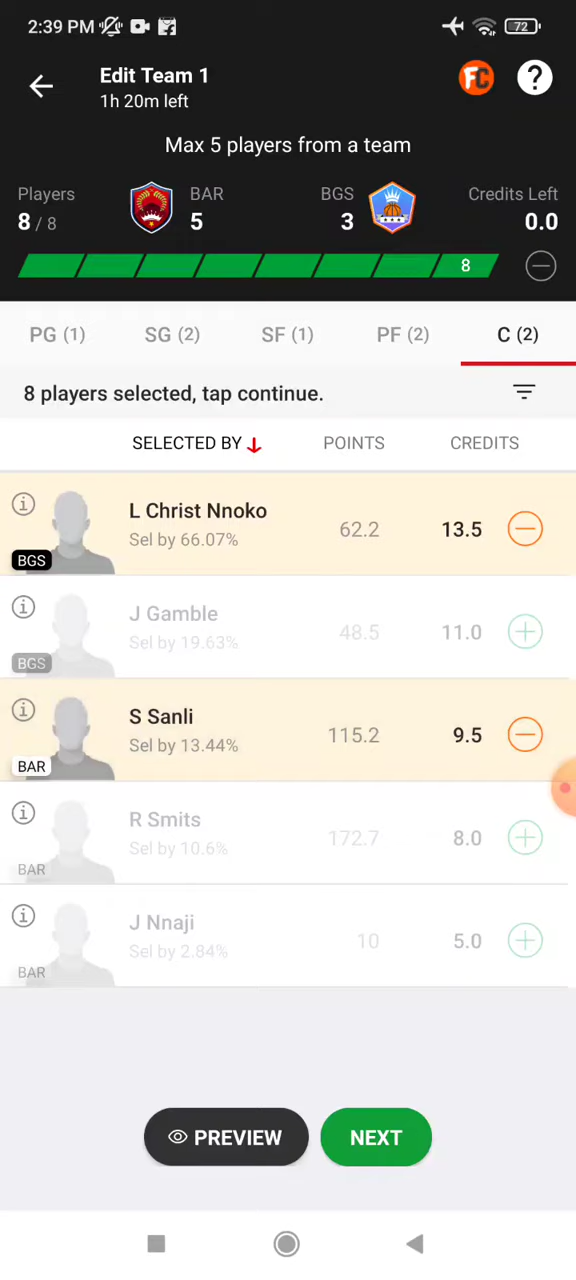 2:39 PM
72
Edit Team 1
1h 20m left
FC
?
Max 5 players from a team
Players
8 / 8
BAR
5
BGS
3
Credits Left
0.0
8
PG (1)
SG (2)
SF (1)
PF (2)
C (2)
8 players selected, tap continue.
SELECTED BY
POINTS
CREDITS
L Christ Nnoko
Sel by 66.07%
62.2
13.5
BGS
J Gamble
Sel by 19.63%
48.5
11.0
BGS
S Sanli
Sel by 13.44%
115.2
9.5
BAR
R Smits
Sel by 10.6%
172.7
8.0
BAR
J Nnaji
Sel by 2.84%
10
5.0
BAR
PREVIEW
NEXT